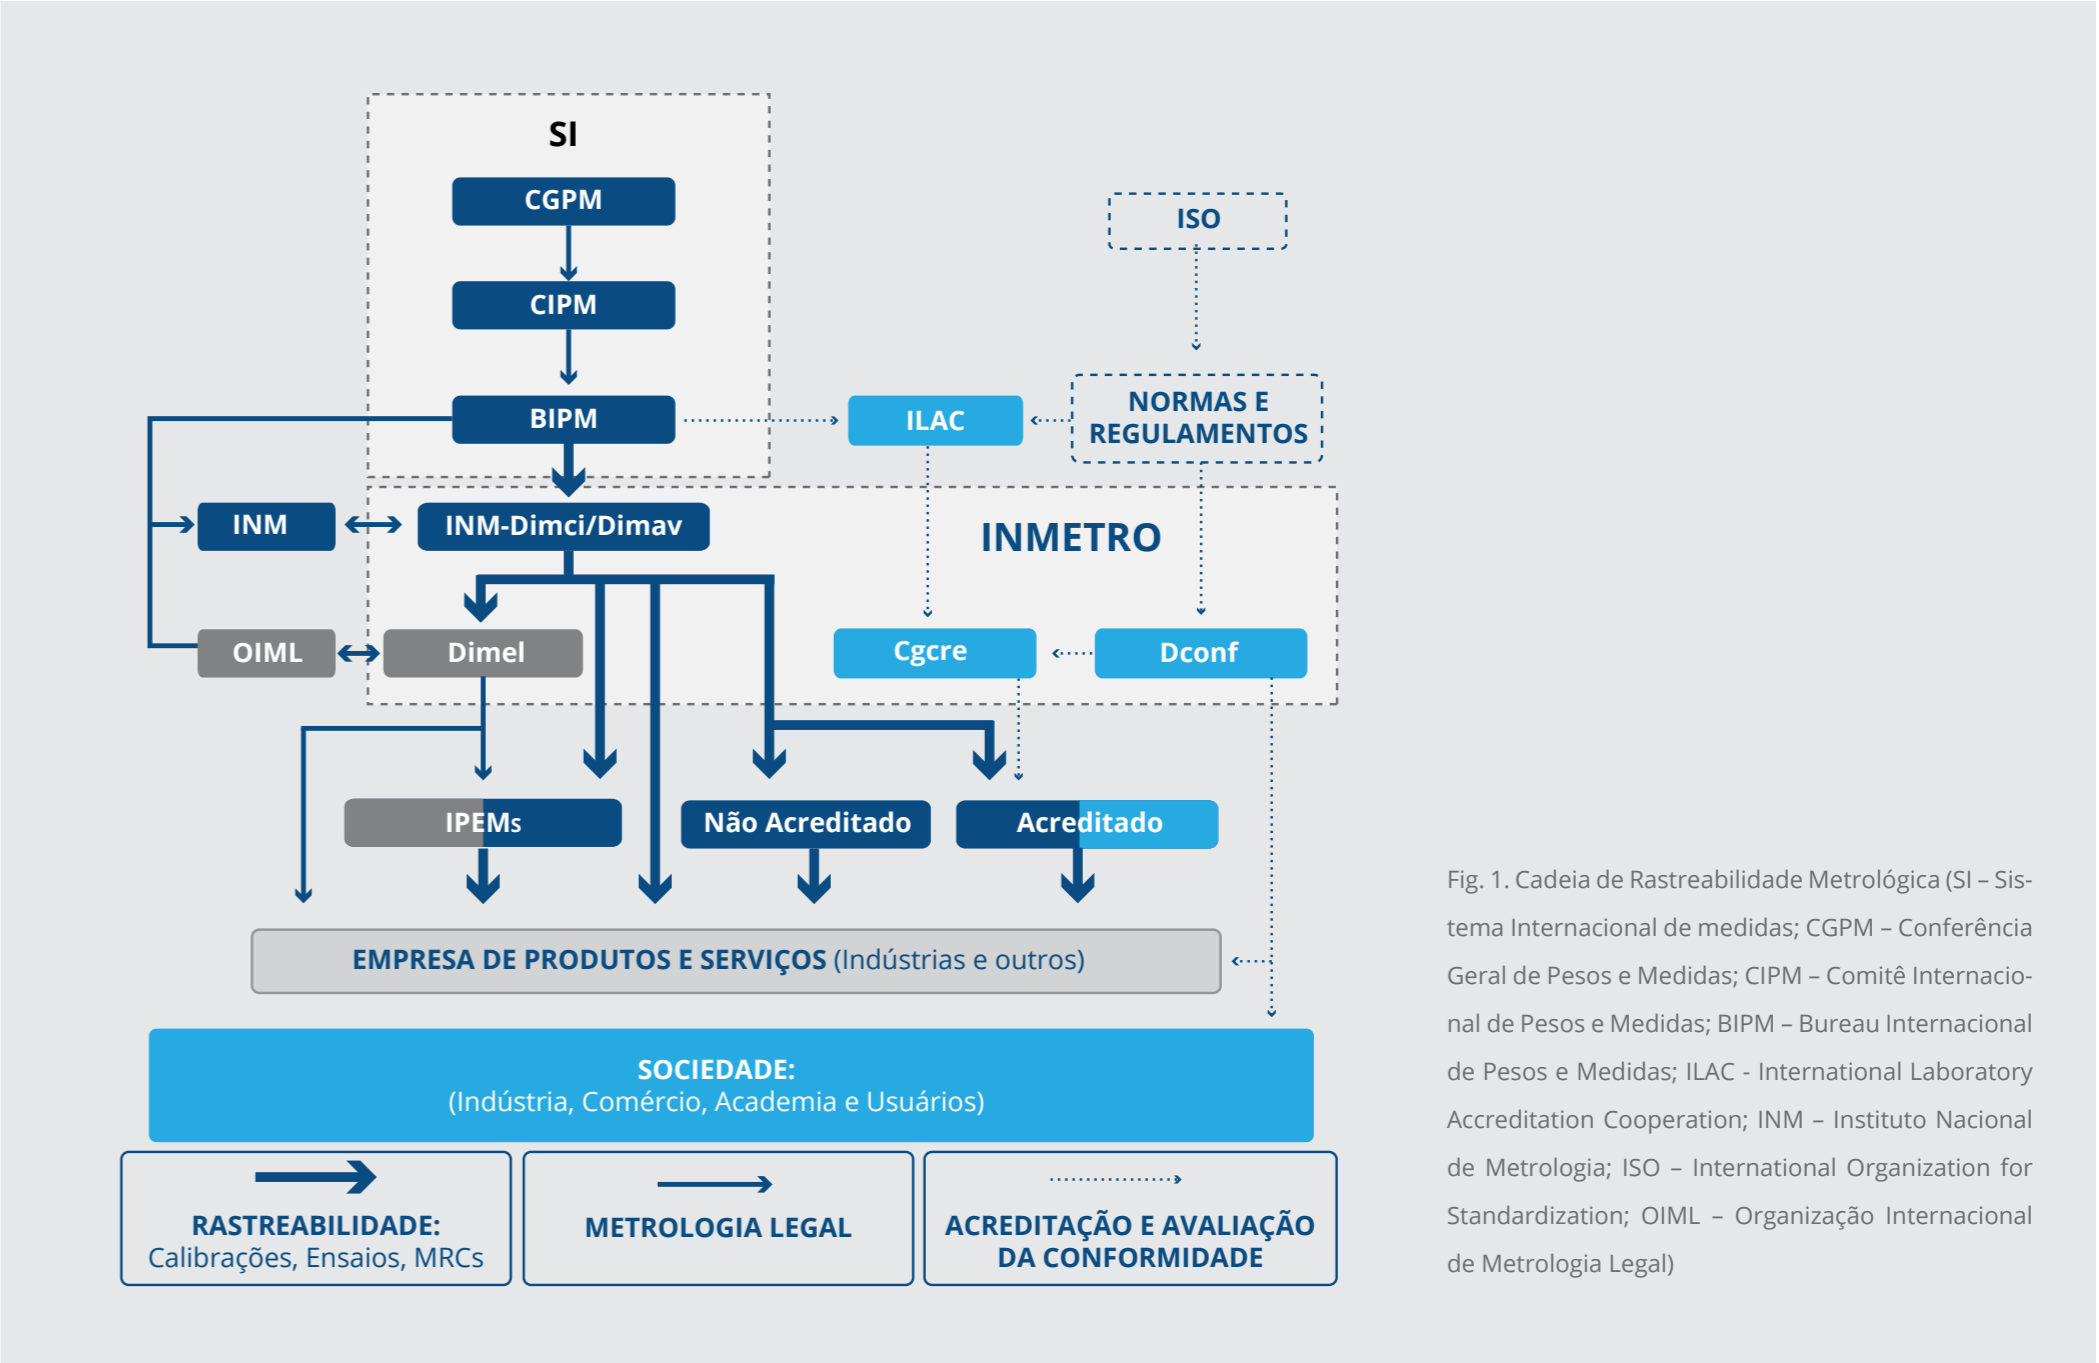 SI
CGPM
ISO
CIPM
BIPM
ILAC
NORMAS E
REGULAMENTOS
INM
INM-Dimci/Dimav
INMETRO
OIML
Dimel
Cgcre
Dconf
IPEMs
Não Acreditado
Acreditado
EMPRESA DE PRODUTOS E SERVIÇOS (Indústrias e outros)
SOCIEDADE:
(Indústria, Comércio, Academia e Usuários)
RASTREABILIDADE:
Calibrações, Ensaios, MRCs
METROLOGIA LEGAL
ACREDITAÇÃO E AVALIAÇÃO
DA CONFORMIDADE
Fig. 1. Cadeia de Rastreabilidade Metrológica (SI – Sis-
tema Internacional de medidas; CGPM – Conferência
Geral de Pesos e Medidas; CIPM – Comitê Internacio-
nal de Pesos e Medidas; BIPM – Bureau Internacional
de Pesos e Medidas; ILAC - International Laboratory
Accreditation Cooperation; INM – Instituto Nacional
de Metrologia; ISO – International Organization for
Standardization; OIML – Organização Internacional
de Metrologia Legal)